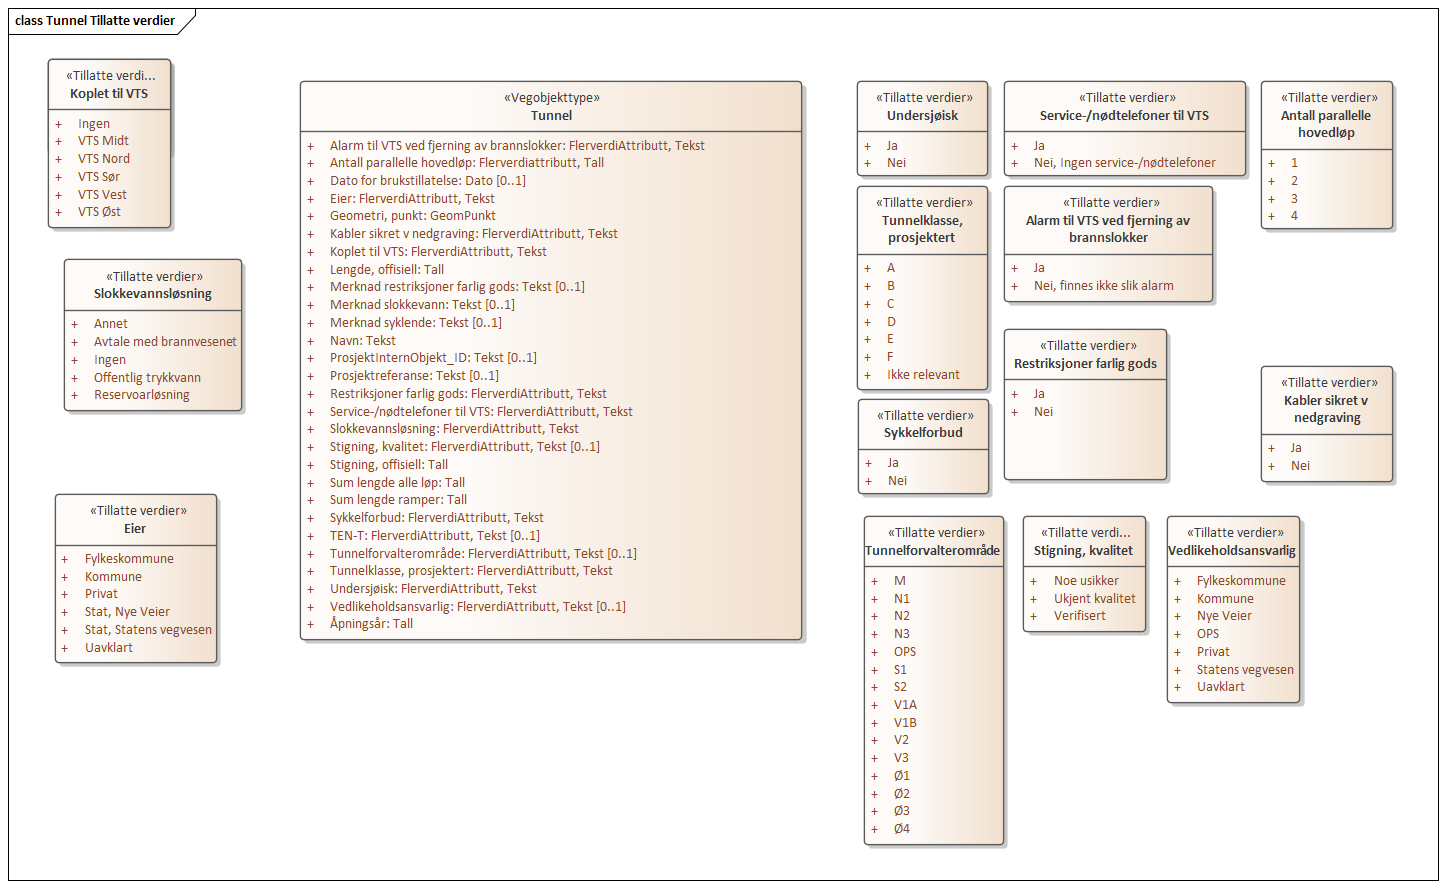 class Tunnel Tillatte verdier
«Tillatte verdi...
Koplet til VTS
+ Ingen
+ VTS Midt
+ VTS Nord
+ VTS Sør
+ VTS Vest
+ VTS Øst
«Tillatte verdier»
Slokkevannsløsning
+ Annet
+ Avtale med brannvesenet
+ Ingen
+ Offentlig trykkvann
+ Reservoarløsning
«Tillatte verdier»
Eier
+ Fylkeskommune
+ Kommune
+ Privat
+ Stat, Nye Veier
+ Stat, Statens vegvesen
+ Uavklart
«Vegobjekttype»
Tunnel
+ Alarm til VTS ved fjerning av brannslokker: FlerverdiAttributt, Tekst
+ Antall parallelle hovedløp: Flerverdiattributt, Tall
+ Dato for brukstillatelse: Dato [0..1]
+ Eier: FlerverdiAttributt, Tekst
+ Geometri, punkt: GeomPunkt
+ Kabler sikret v nedgraving: FlerverdiAttributt, Tekst
+ Koplet til VTS: FlerverdiAttributt, Tekst
+ Lengde, offisiell: Tall
+ Merknad restriksjoner farlig gods: Tekst [0..1]
+ Merknad slokkevann: Tekst [0..1]
+ Merknad syklende: Tekst [0..1]
+ Navn: Tekst
+ ProsjektInternObjekt_ID: Tekst [0..1]
+ Prosjektreferanse: Tekst [0..1]
+ Restriksjoner farlig gods: FlerverdiAttributt, Tekst
+ Service-/nødtelefoner til VTS: FlerverdiAttributt, Tekst
+ Slokkevannsløsning: FlerverdiAttributt, Tekst
+ Stigning, kvalitet: FlerverdiAttributt, Tekst [0..1]
+ Stigning, offisiell: Tall
+ Sum lengde alle løp: Tall
+ Sum lengde ramper: Tall
+ Sykkelforbud: FlerverdiAttributt, Tekst
+ TEN-T: FlerverdiAttributt, Tekst [0..1]
+ Tunnelforvalterområde: FlerverdiAttributt, Tekst [0..1]
+ Tunnelklasse, prosjektert: FlerverdiAttributt, Tekst
+ Undersjøisk: FlerverdiAttributt, Tekst
+ Vedlikeholdsansvarlig: FlerverdiAttributt, Tekst [0..1]
+ Åpningsår: Tall
«Tillatte verdier»
Undersjøisk
+ Ja
+ Nei
«Tillatte verdier»
Service-/nødtelefoner til VTS
+ Ja
+ Nei, Ingen service-/nødtelefoner
«Tillatte verdier»
Antall parallelle
hovedløp
+ 1
+ 2
+ 3
+ 4
«Tillatte verdier»
Tunnelklasse,
prosjektert
+ A
+ B
+ C
+ D
+ E
+ F
+ Ikke relevant
«Tillatte verdier»
Alarm til VTS ved fjerning av
brannslokker
+ Ja
+ Nei, finnes ikke slik alarm
«Tillatte verdier»
Restriksjoner farlig gods
+ Ja
+ Nei
«Tillatte verdier»
Kabler sikret v
nedgraving
+ Ja
+ Nei
«Tillatte verdier»
Sykkelforbud
+ Ja
+ Nei
«Tillatte verdier»
Tunnelforvalterområde
+ M
+ N1
+ N2
+ N3
+ OPS
+ S1
+ S2
+ V1A
+ V1B
+ V2
+ V3
+ Ø1
+ Ø2
+ Ø3
+ Ø4
«Tillatte verdi...
Stigning, kvalitet
+ Noe usikker
+ Ukjent kvalitet
+ Verifisert
«Tillatte verdier»
Vedlikeholdsansvarlig
+ Fylkeskommune
+ Kommune
+ Nye Veier
+ OPS
+ Privat
+ Statens vegvesen
+ Uavklart